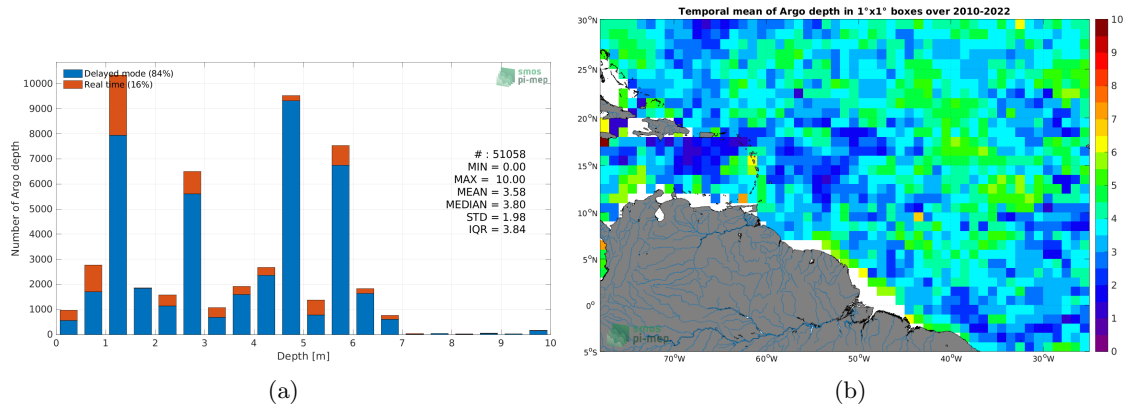 Delayed mode (84%)
Real time (16%)
smos
pi-mep
10000
9000
8000
7000
6000
5000
4000
3000
2000
1000
0
Number of Argo depth
# : 51058
MIN = 0.00
MAX = 10.00
MEAN = 3.58
MEDIAN = 3.80
STD = 1.98
IQR = 3.84
0 1 2 3 4 5 6 7 8 9 10
Depth [m]
(a)
Temporal mean of Argo depth in 1°x1° boxes over 2010-2022
30°N
25°N
20°N
15°N
10°N
5°N
0°
5°S
70°W 60°W 50°W 40°W 30°W
smos
pi-mep
10
9
8
7
6
5
4
3
2
1
0
(b)